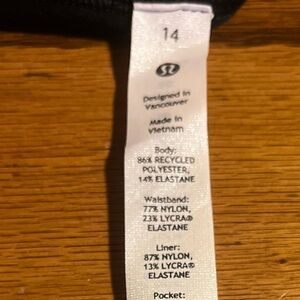 14
Designed in
Vancouver
Made in
Vietnam
Body:
86% RECYCLED
POLYESTER,
14% ELASTANE
Waistband:
77% NYLON,
23% LYCRA®
ELASTANE
Liner:
87% NYLON,
13% LYCRA®
ELASTANE
Pocket: